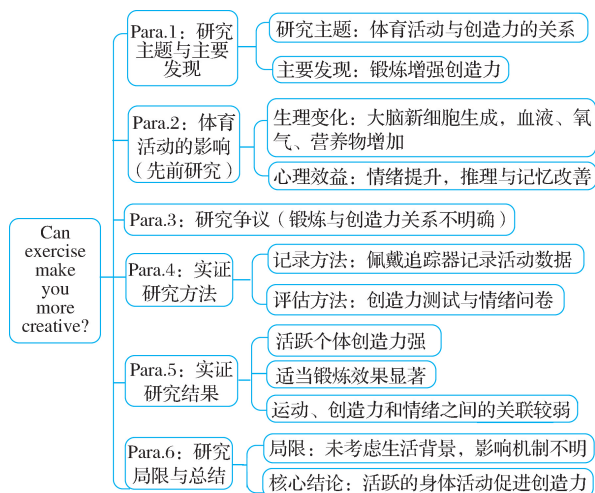 Can
exercise
make
you
more
creative?
Para.1：研究
主题与主要
发现
研究主题：体育活动与创造力的关系
主要发现：锻炼增强创造力
Para.2：体育
活动的影响
（先前研究）
生理变化：大脑新细胞生成，血液、氧
气、营养物增加
心理效益：情绪提升，推理与记忆改善
Para.3：研究争议（锻炼与创造力关系不明确）
Para.4：实证
研究方法
记录方法：佩戴追踪器记录活动数据
评估方法：创造力测试与情绪问卷
Para.5：实证
研究结果
活跃个体创造力强
适当锻炼效果显著
运动、创造力和情绪之间的关联较弱
Para.6：研究
局限与总结
局限：未考虑生活背景，影响机制不明
核心结论：活跃的身体活动促进创造力